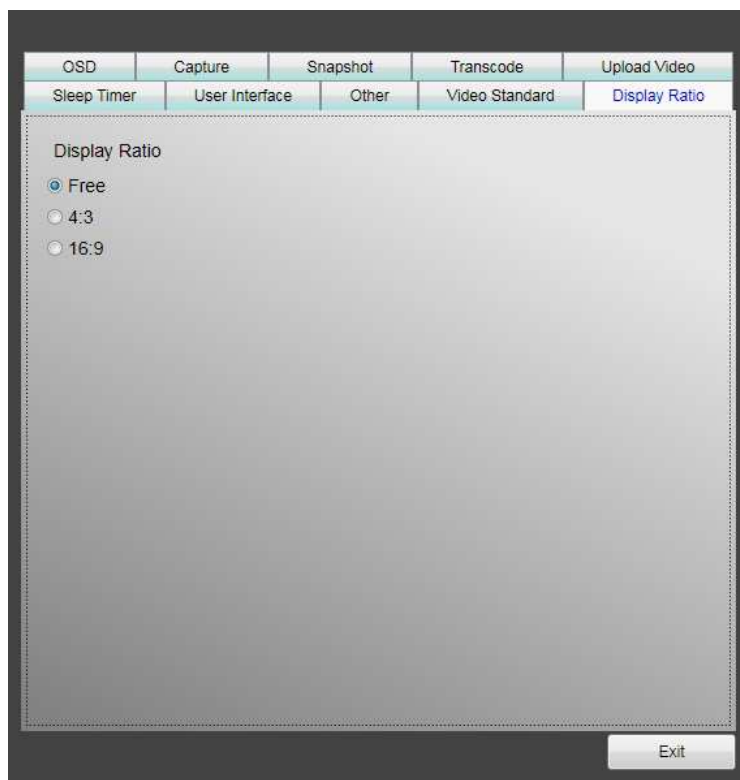 OSD Capture Snapshot Transcode Upload Video
Sleep Timer User Interface Other Video Standard Display Ratio
Display Ratio
Free
4:3
16:9
Exit